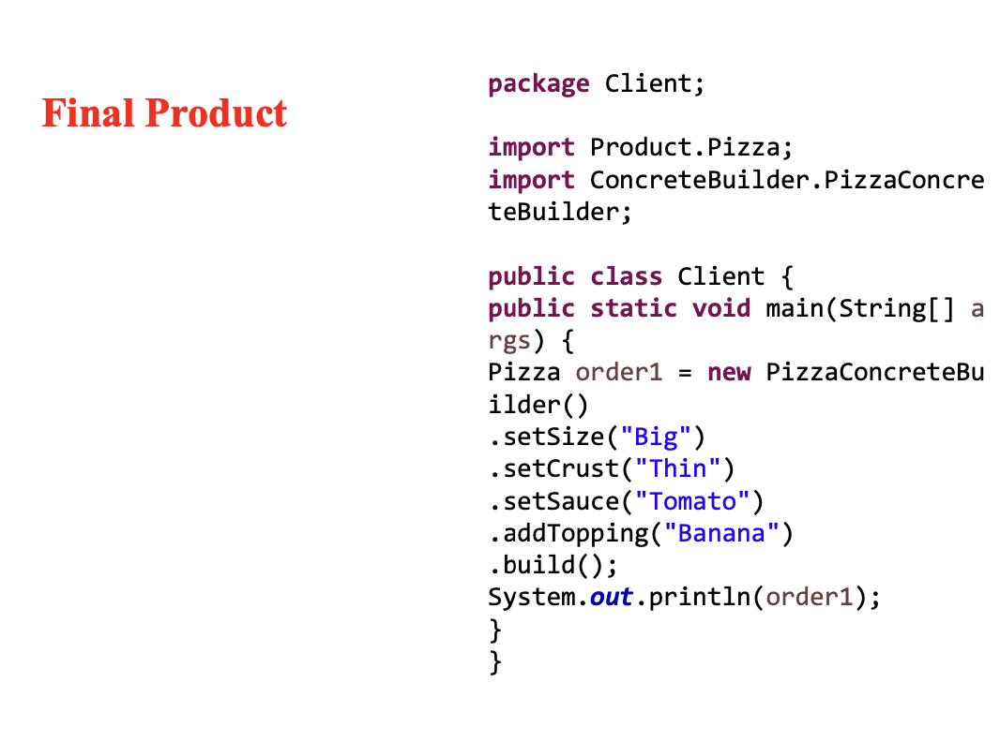 Final Product
package Client;
import Product.Pizza;
import ConcreteBuilder.PizzaConcre
teBuilder;
public class Client {
public static void main(String[] a
rgs) {
Pizza order1 = new PizzaConcreteBu
ilder()
.setSize("Big")
.setCrust("Thin")
.setSauce("Tomato")
.addTopping("Banana")
.build();
System.out.println(order1);
}
}